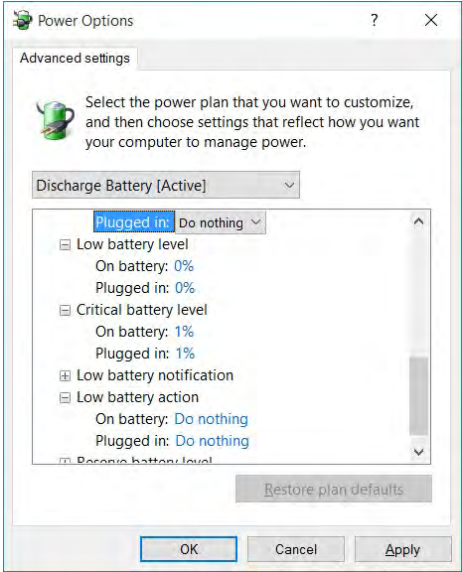 Power Options
Advanced settings
Select the power plan that you want to customize,
and then choose settings that reflect how you want
your computer to manage power.
Discharge Battery [Active]
Plugged in: Do nothing
Low battery level
On battery: 0%
Plugged in: 0%
Critical battery level
On battery: 1%
Plugged in: 1%
Low battery notification
Low battery action
On battery: Do nothing
Plugged in: Do nothing
Reserve battery level
Restore plan defaults
OK Cancel Apply